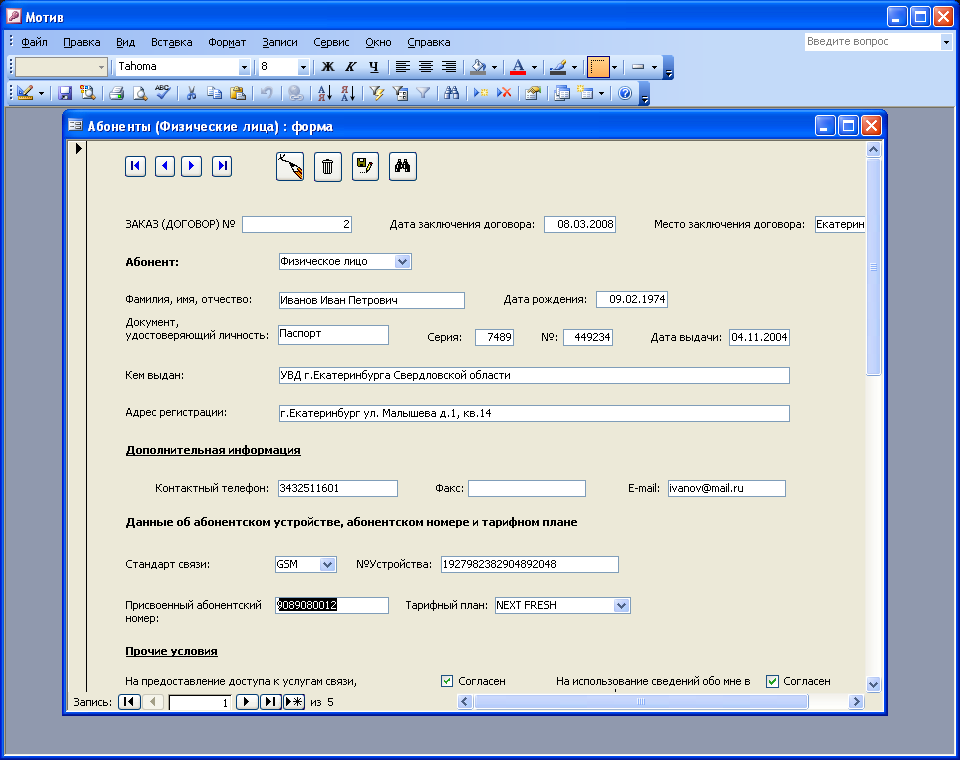 Мотив
Файл Правка Вид Вставка Формат Записи Сервис Окно Справка
Введите вопрос
Tahoma 8 Ж К Ч
Абоненты (Физические лица) : форма
ЗАКАЗ (ДОГОВОР) № 2 Дата заключения договора: 08.03.2008 Место заключения договора: Екатерин
Абонент: Физическое лицо
Фамилия, имя, отчество: Иванов Иван Петрович Дата рождения: 09.02.1974
Документ,
удостоверяющий личность: Паспорт Серия: 7489 №: 449234 Дата выдачи: 04.11.2004
Кем выдан: УВД г.Екатеринбурга Свердловской области
Адрес регистрации: г.Екатеринбург ул. Малышева д.1, кв.14
Дополнительная информация
Контактный телефон: 3432511601 Факс: E-mail: ivanov@mail.ru
Данные об абонентском устройстве, абонентском номере и тарифном плане
Стандарт связи: GSM №Устройства: 1927982382904892048
Присвоенный абонентский 9089080012 Тарифный план: NEXT FRESH
номер:
Прочие условия
На предоставление доступа к услугам связи, Согласен На использование сведений обо мне в Согласен
Запись: 1 из 5